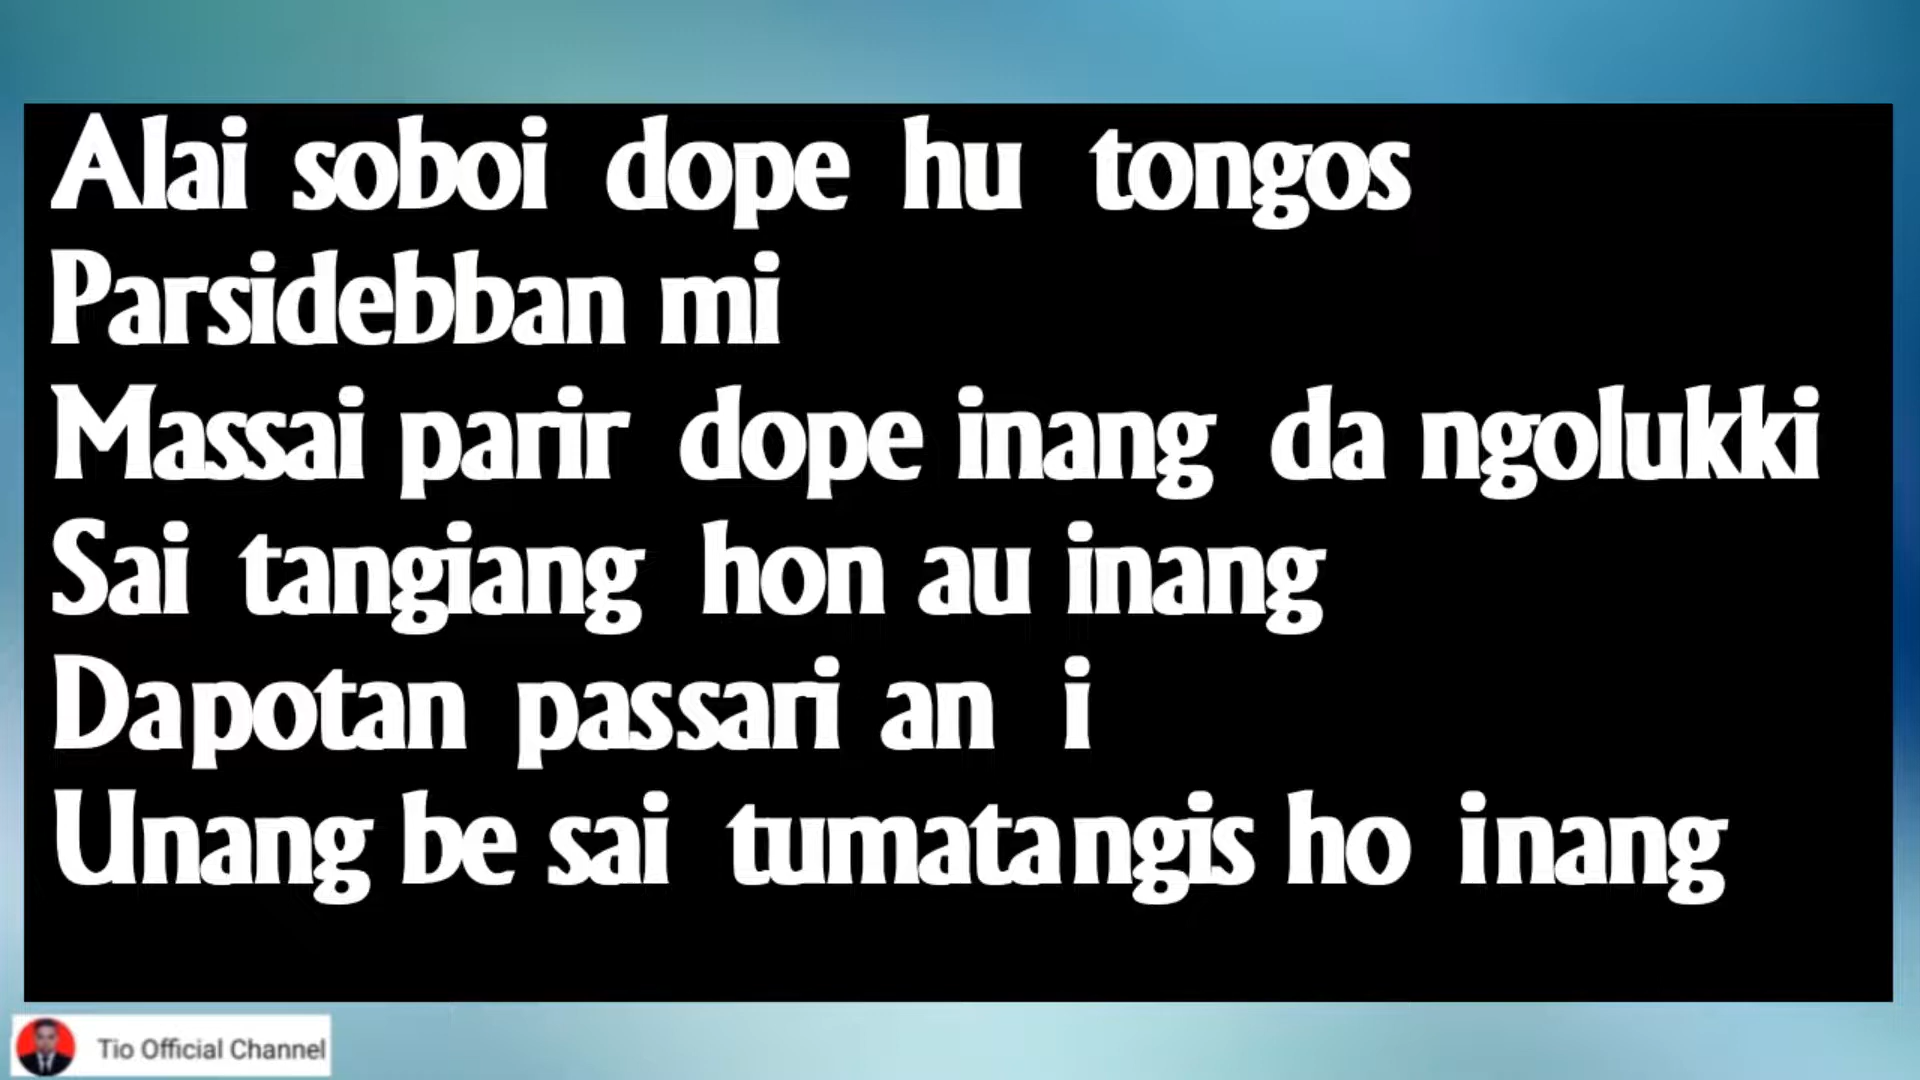 Alai soboi dope hu tongos
Parsidebban mi
Massai parir dope inang da ngolukki
Sai tangiang hon au inang
Dapotan passari an i
Unang be sai tumatangis ho inang
Tio Official Channel